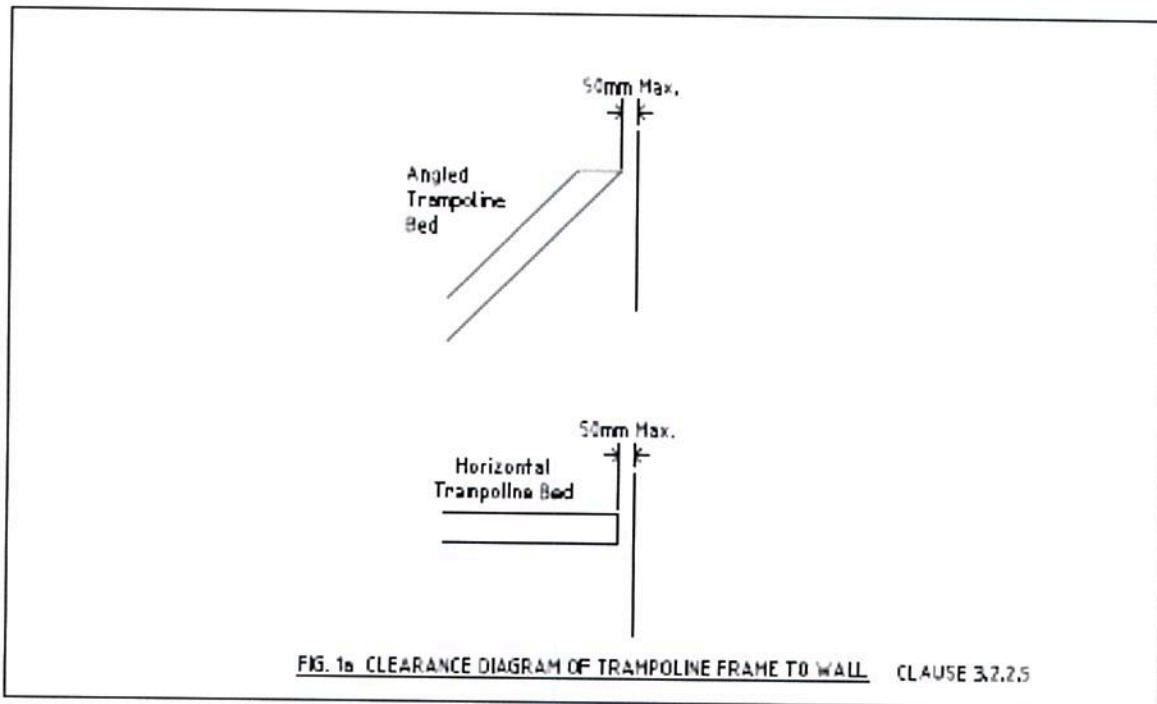 50mm Max.
Angled
Trampoline
Bed
50mm Max.
Horizontal
Trampoline Bed
FIG. 1a CLEARANCE DIAGRAM OF TRAMPOLINE FRAME TO WALL CLAUSE 3.2.2.5